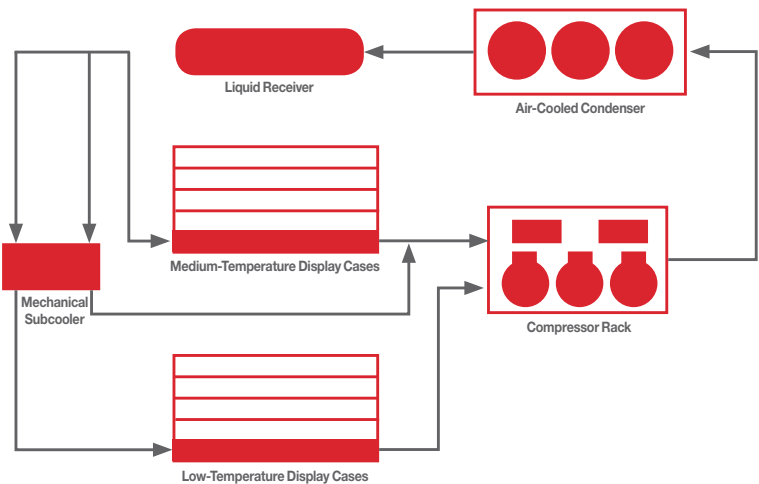 Liquid Receiver
Air-Cooled Condenser
Medium-Temperature Display Cases
Mechanical
Subcooler
Compressor Rack
Low-Temperature Display Cases